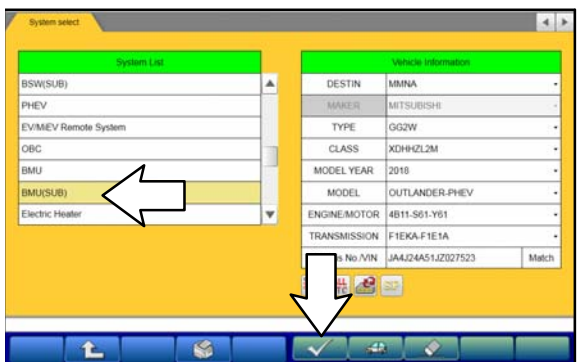 System select
System List
BSW(SUB)
PHEV
EV/MiEV Remote System
OBC
BMU
BMU(SUB)
Electric Heater
Vehicle Information
DESTIN MMNA
MAKER MITSUBISHI
TYPE GG2W
CLASS XDHHZL2M
MODEL YEAR 2018
MODEL OUTLANDER-PHEV
ENGINE/MOTOR 4B11-S61-Y61
TRANSMISSION F1EKA-F1E1A
No./VIN JA4J24A51JZ027523 Match